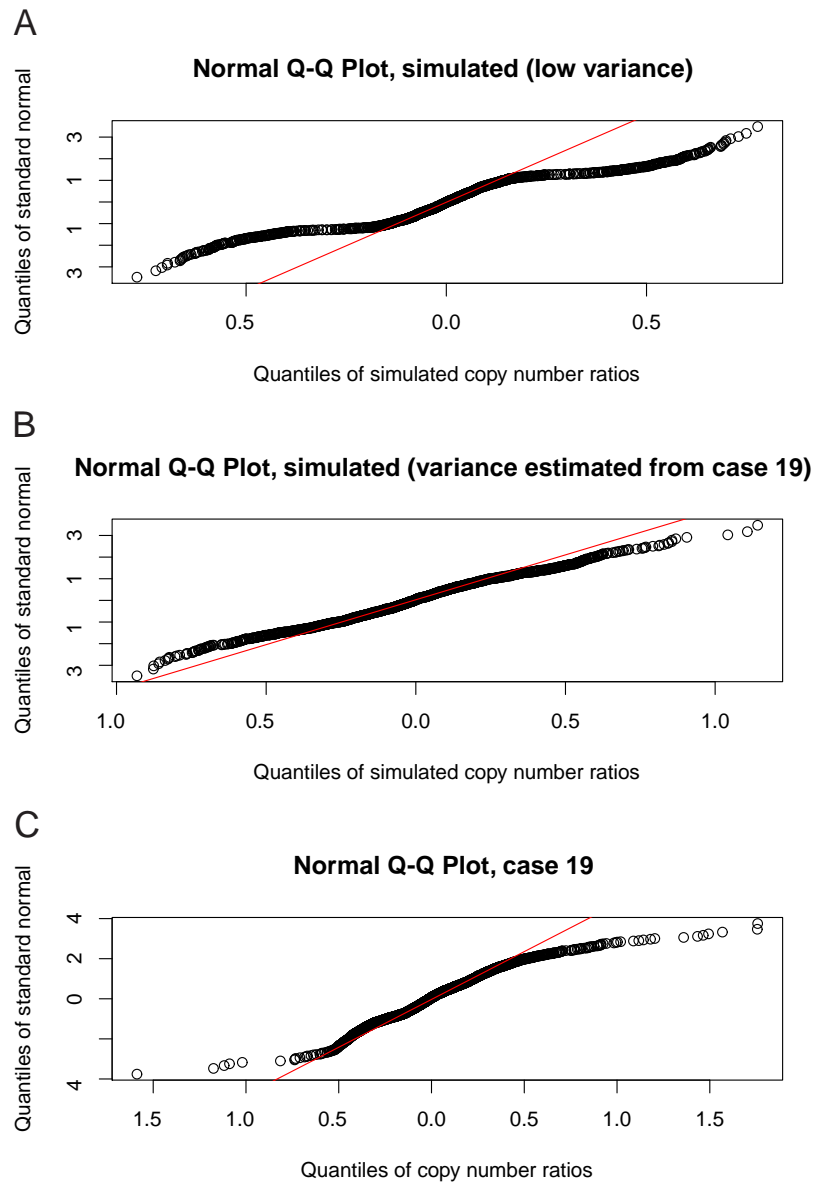 A
Normal Q-Q Plot, simulated (low variance)
Quantiles of standard normal
3
1
1
3
0.5 0.0 0.5
Quantiles of simulated copy number ratios
B
Normal Q-Q Plot, simulated (variance estimated from case 19)
Quantiles of standard normal
3
1
1
3
1.0 0.5 0.0 0.5 1.0
Quantiles of simulated copy number ratios
C
Normal Q-Q Plot, case 19
Quantiles of standard normal
4
2
0
4
1.5 1.0 0.5 0.0 0.5 1.0 1.5
Quantiles of copy number ratios